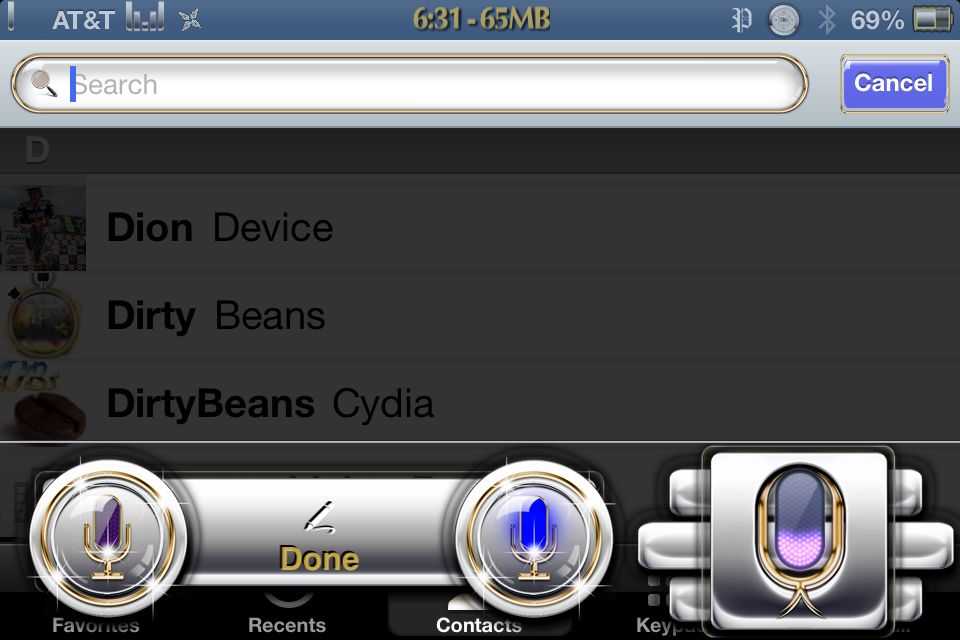 AT&T 6:31 - 65MB 69%
Search Cancel
D
Dion Device
Dirty Beans
DirtyBeans Cydia
Done
Favorites Recents Contacts